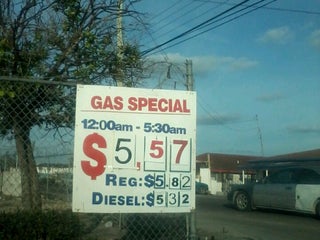 GAS SPECIAL
12:00am - 5:30am
$5.57
REG:$5.82
DIESEL:$5.32